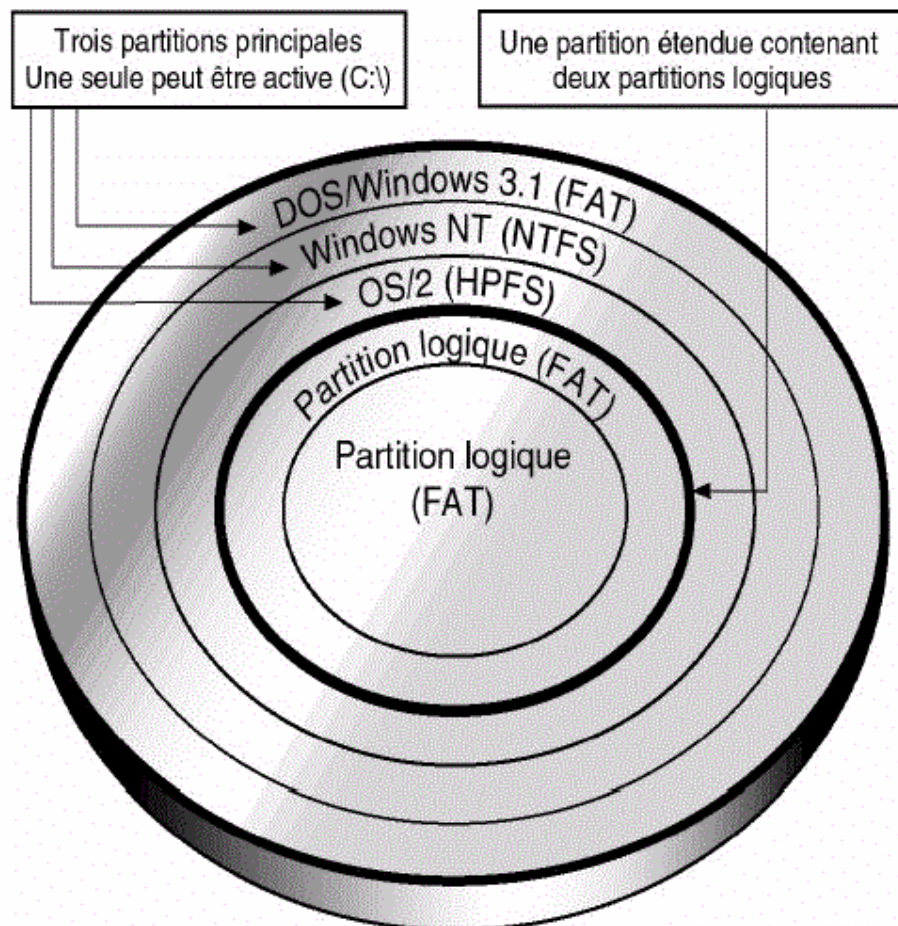 Trois partitions principales
Une seule peut être active (C:\)
Une partition étendue contenant
deux partitions logiques
DOS/Windows 3.1 (FAT)
Windows NT (NTFS)
OS/2 (HPFS)
Partition logique (FAT)
Partition logique
(FAT)